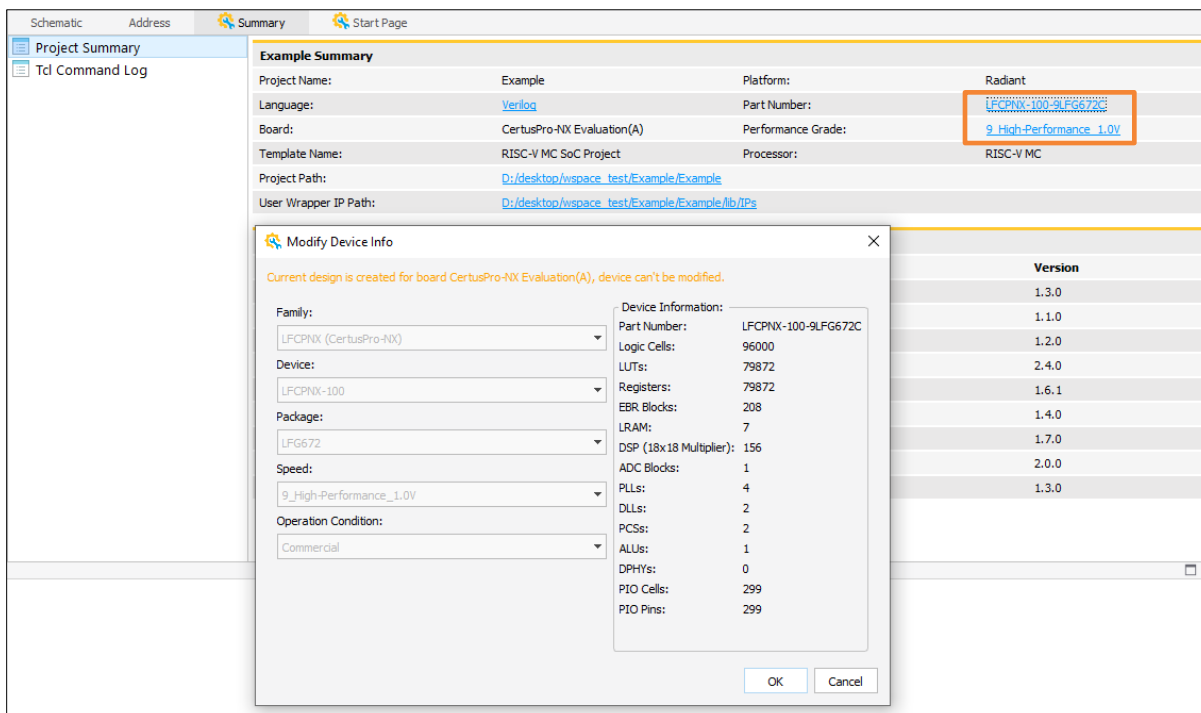 Schematic Address Summary Start Page
Project Summary
Tcl Command Log
Example Summary
Project Name: Example Platform: Radiant
Language: Verilog Part Number: LFCPNX-100-9LFG672C
Board: CertusPro-NX Evaluation(A) Performance Grade: 9_High-Performance_1.0V
Template Name: RISC-V MC SoC Project Processor: RISC-V MC
Project Path: D:/desktop/wspace_test/Example/Example
User Wrapper IP Path: D:/desktop/wspace_test/Example/Example/lib/IPs
Modify Device Info
Current design is created for board CertusPro-NX Evaluation(A), device can't be modified.
Family:
LFCPNX (CertusPro-NX)
Device:
LFCPNX-100
Package:
LFG672
Speed:
9_High-Performance_1.0V
Operation Condition:
Commercial
Device Information:
Part Number: LFCPNX-100-9LFG672C
Logic Cells: 96000
LUTs: 79872
Registers: 79872
EBR Blocks: 208
LRAM: 7
DSP (18x18 Multiplier): 156
ADC Blocks: 1
PLLs: 4
DLLs: 2
PCSs: 2
ALUs: 1
DPHYs: 0
PIO Cells: 299
PIO Pins: 299
OK Cancel
Version
1.3.0
1.1.0
1.2.0
2.4.0
1.6.1
1.4.0
1.7.0
2.0.0
1.3.0